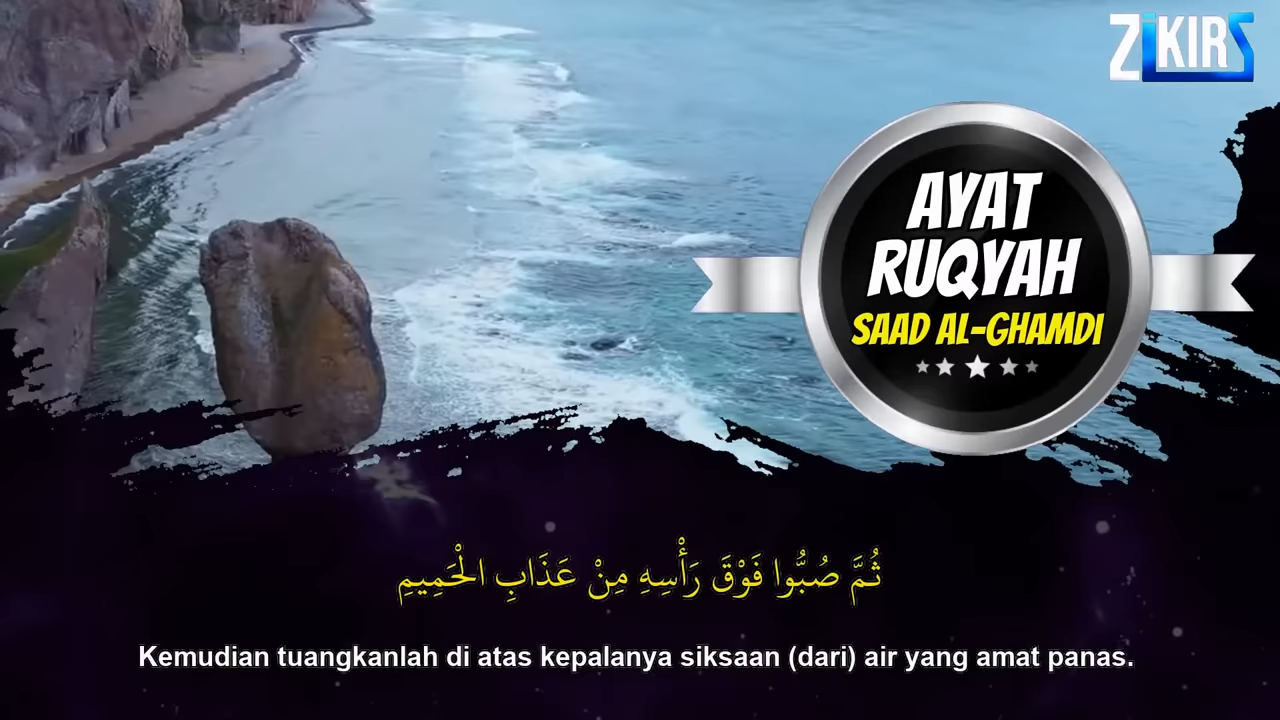 ZIKIRS
AYAT
RUQYAH
SAAD AL-GHAMDI
ثُمَّ صُبُّوا فَوْقَ رَأْسِهِ مِنْ عَذَابِ الْحَمِيمِ
Kemudian tuangkanlah di atas kepalanya siksaan (dari) air yang amat panas.